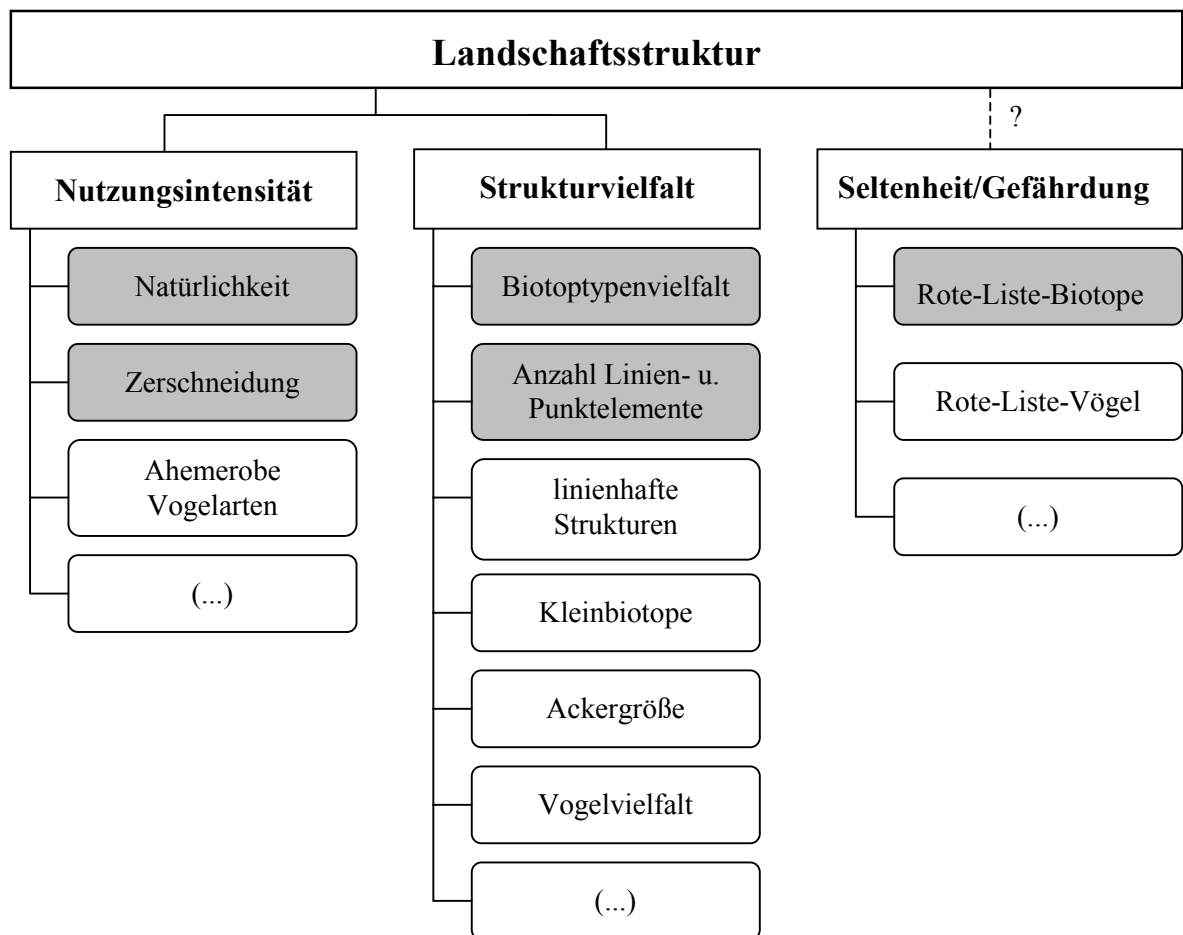 Landschaftsstruktur
?
Nutzungsintensität
Natürlichkeit
Zerschneidung
Ahemerobe
Vogelarten
(...)
Strukturvielfalt
Biotoptypenvielfalt
Anzahl Linien- u.
Punktelemente
linienhafte
Strukturen
Kleinbiotope
Ackergröße
Vogelvielfalt
(...)
Seltenheit/Gefährdung
Rote-Liste-Biotope
Rote-Liste-Vögel
(...)